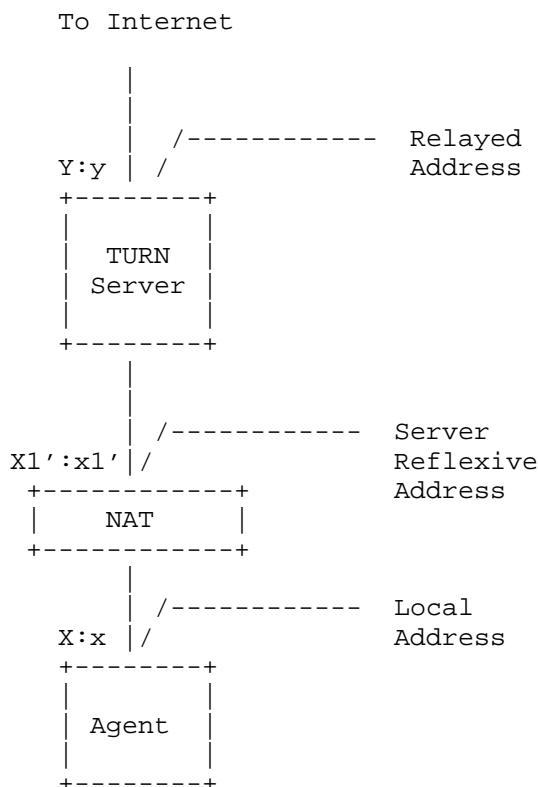 To Internet
/------------ Relayed
Y:y / Address
TURN
Server
/------------ Server
X1':x1' / Reflexive
Address
NAT
/------------ Local
X:x / Address
Agent